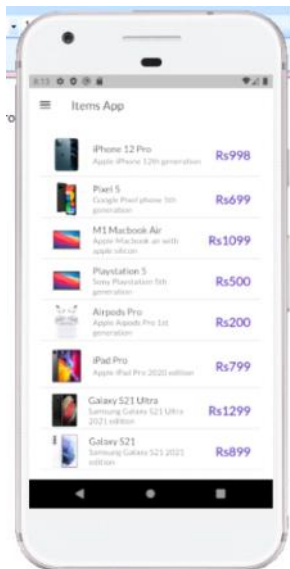 8:13
Items App
iPhone 12 Pro
Apple iPhone 12th generation
Rs998
Pixel 5
Google Pixel phone 5th
generation
Rs699
M1 Macbook Air
Apple Macbook air with
apple silicon
Rs1099
Playstation 5
Sony Playstation 5th
generation
Rs500
Airpods Pro
Apple Airpods Pro 1st
generation
Rs200
iPad Pro
Apple iPad Pro 2020 edition
Rs799
Galaxy S21 Ultra
Samsung Galaxy S21 Ultra
2021 edition
Rs1299
Galaxy S21
Samsung Galaxy S21 2021
edition
Rs899